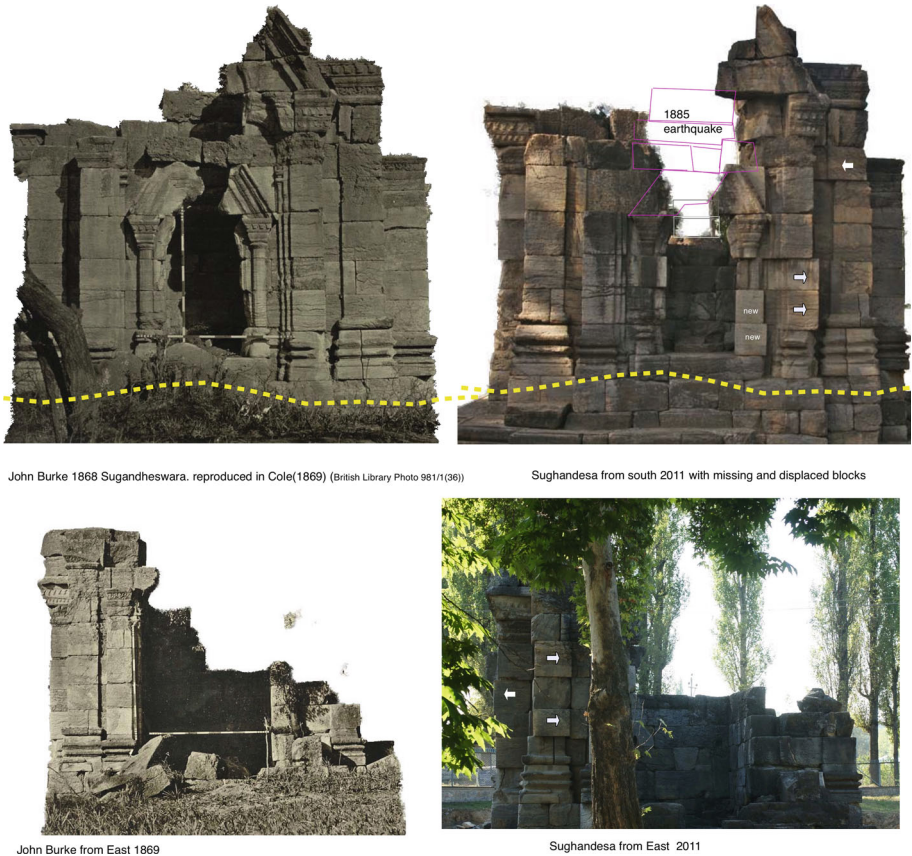 1885
earthquake
new
new
John Burke 1868 Sugandheswara. reproduced in Cole(1869) (British Library Photo 981/1(36))
Sughandesa from south 2011 with missing and displaced blocks
John Burke from East 1869
Sughandesa from East 2011